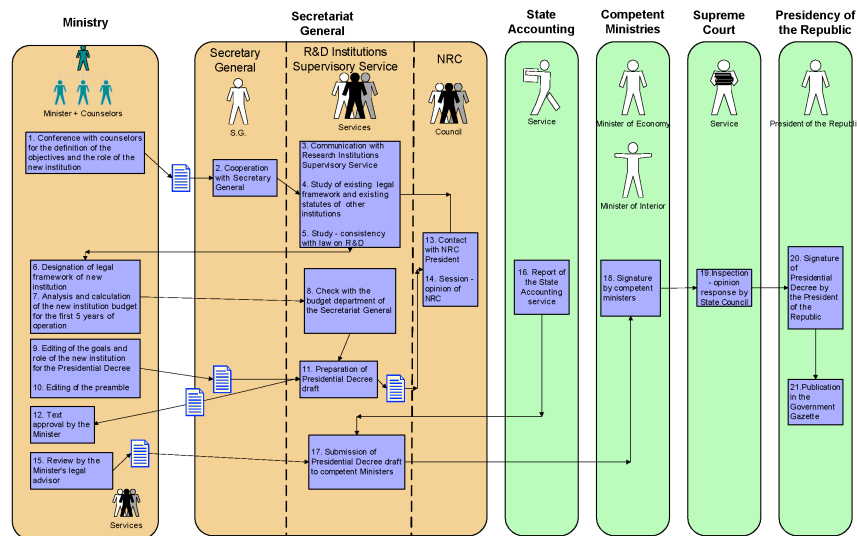 Ministry
Secretariat
General
State
Accounting
Competent
Ministries
Supreme
Court
Presidency of
the Republic
Secretary
General
R&D Institutions
Supervisory Service
NRC
Minister + Counselors
S.G.
Services
Council
Service
Minister of Economy
Service
President of the Republi
Minister of Interior
1. Conference with counselors
for the definition of the
objectives and the role of the
new institution
2. Cooperation
with Secretary
General
3. Communication with
Research Institutions
Supervisory Service
4. Study of existing legal
framework and existing
statutes of other
institutions
5. Study - consistency
with law on R&D
6. Designation of legal
framework of new
institution
7. Analysis and calculation
of the new institution budget
for the first 5 years of
operation
8. Check with the
budget department of
the Secretariat General
9. Editing of the goals and
role of the new institution
for the Presidential Decree
10. Editing of the preamble
11. Preparation of
Presidential Decree
draft
12. Text
approval by the
Minister
13. Contact
with NRC
President
14. Session -
opinion of
NRC
15. Review by the
Minister's legal
advisor
Services
16. Report of
the State
Accounting
service
17. Submission of
Presidential Decree draft
to competent Ministers
18. Signature
by competent
ministers
19.Inspection
- opinion
response by
State Council
20. Signature
of
Presidential
Decree by
the President
of the
Republic
21.Publication
in the
Government
Gazette